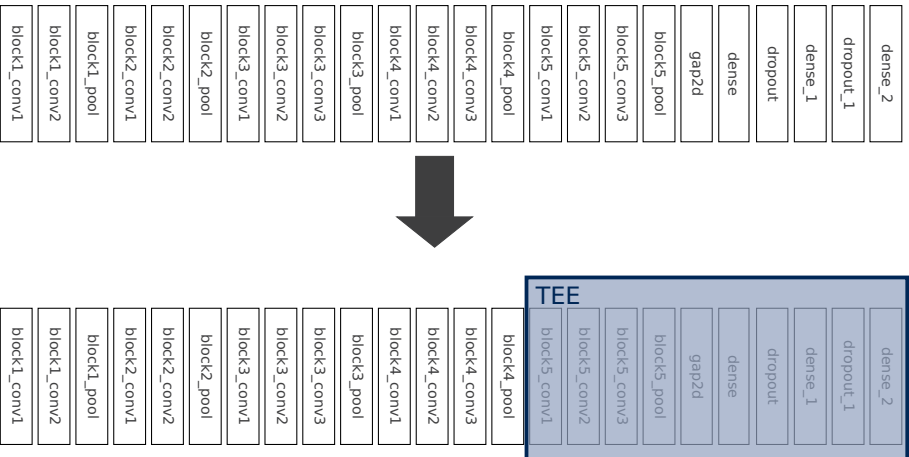 block1_conv1
block1_conv2
block1_pool
block2_conv1
block2_conv2
block2_pool
block3_conv1
block3_conv2
block3_conv3
block3_pool
block4_conv1
block4_conv2
block4_conv3
block4_pool
block5_conv1
block5_conv2
block5_conv3
block5_pool
gap2d
dense
dropout
dense_1
dropout_1
dense_2
TEE
block1_conv1
block1_conv2
block1_pool
block2_conv1
block2_conv2
block2_pool
block3_conv1
block3_conv2
block3_conv3
block3_pool
block4_conv1
block4_conv2
block4_conv3
block4_pool
block5_conv1
block5_conv2
block5_conv3
block5_pool
gap2d
dense
dropout
dense_1
dropout_1
dense_2